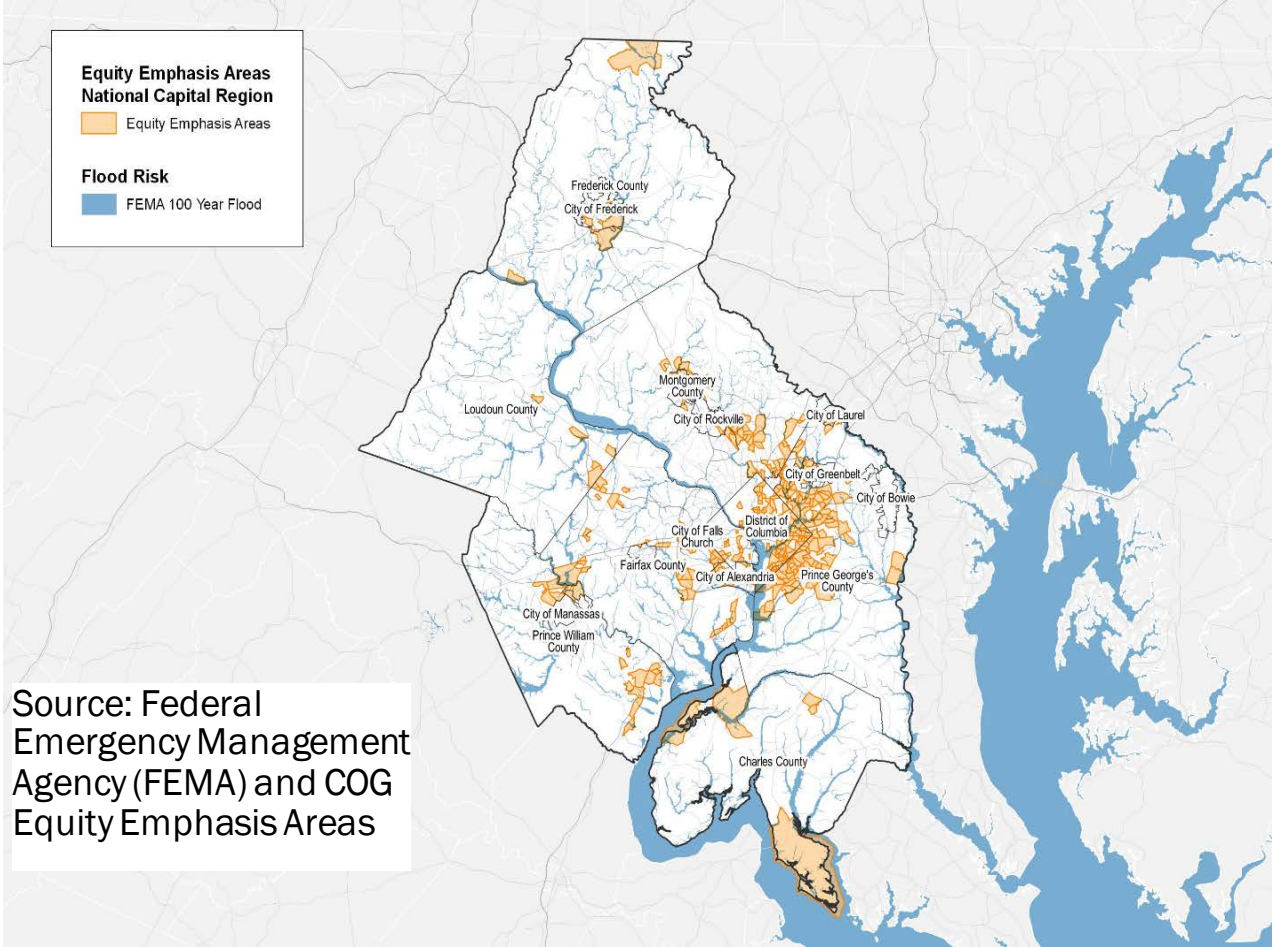 Equity Emphasis Areas
National Capital Region
Equity Emphasis Areas
Flood Risk
FEMA 100 Year Flood
Frederick County
City of Frederick
Montgomery
County
Loudoun County
City of Rockville
City of Laurel
City of Greenbelt
City of Bowie
District of
Columbia
City of Falls
Church
Fairfax County
City of Alexandria
Prince George's
County
City of Manassas
Prince William
County
Charles County
Source: Federal
Emergency Management
Agency (FEMA) and COG
Equity Emphasis Areas